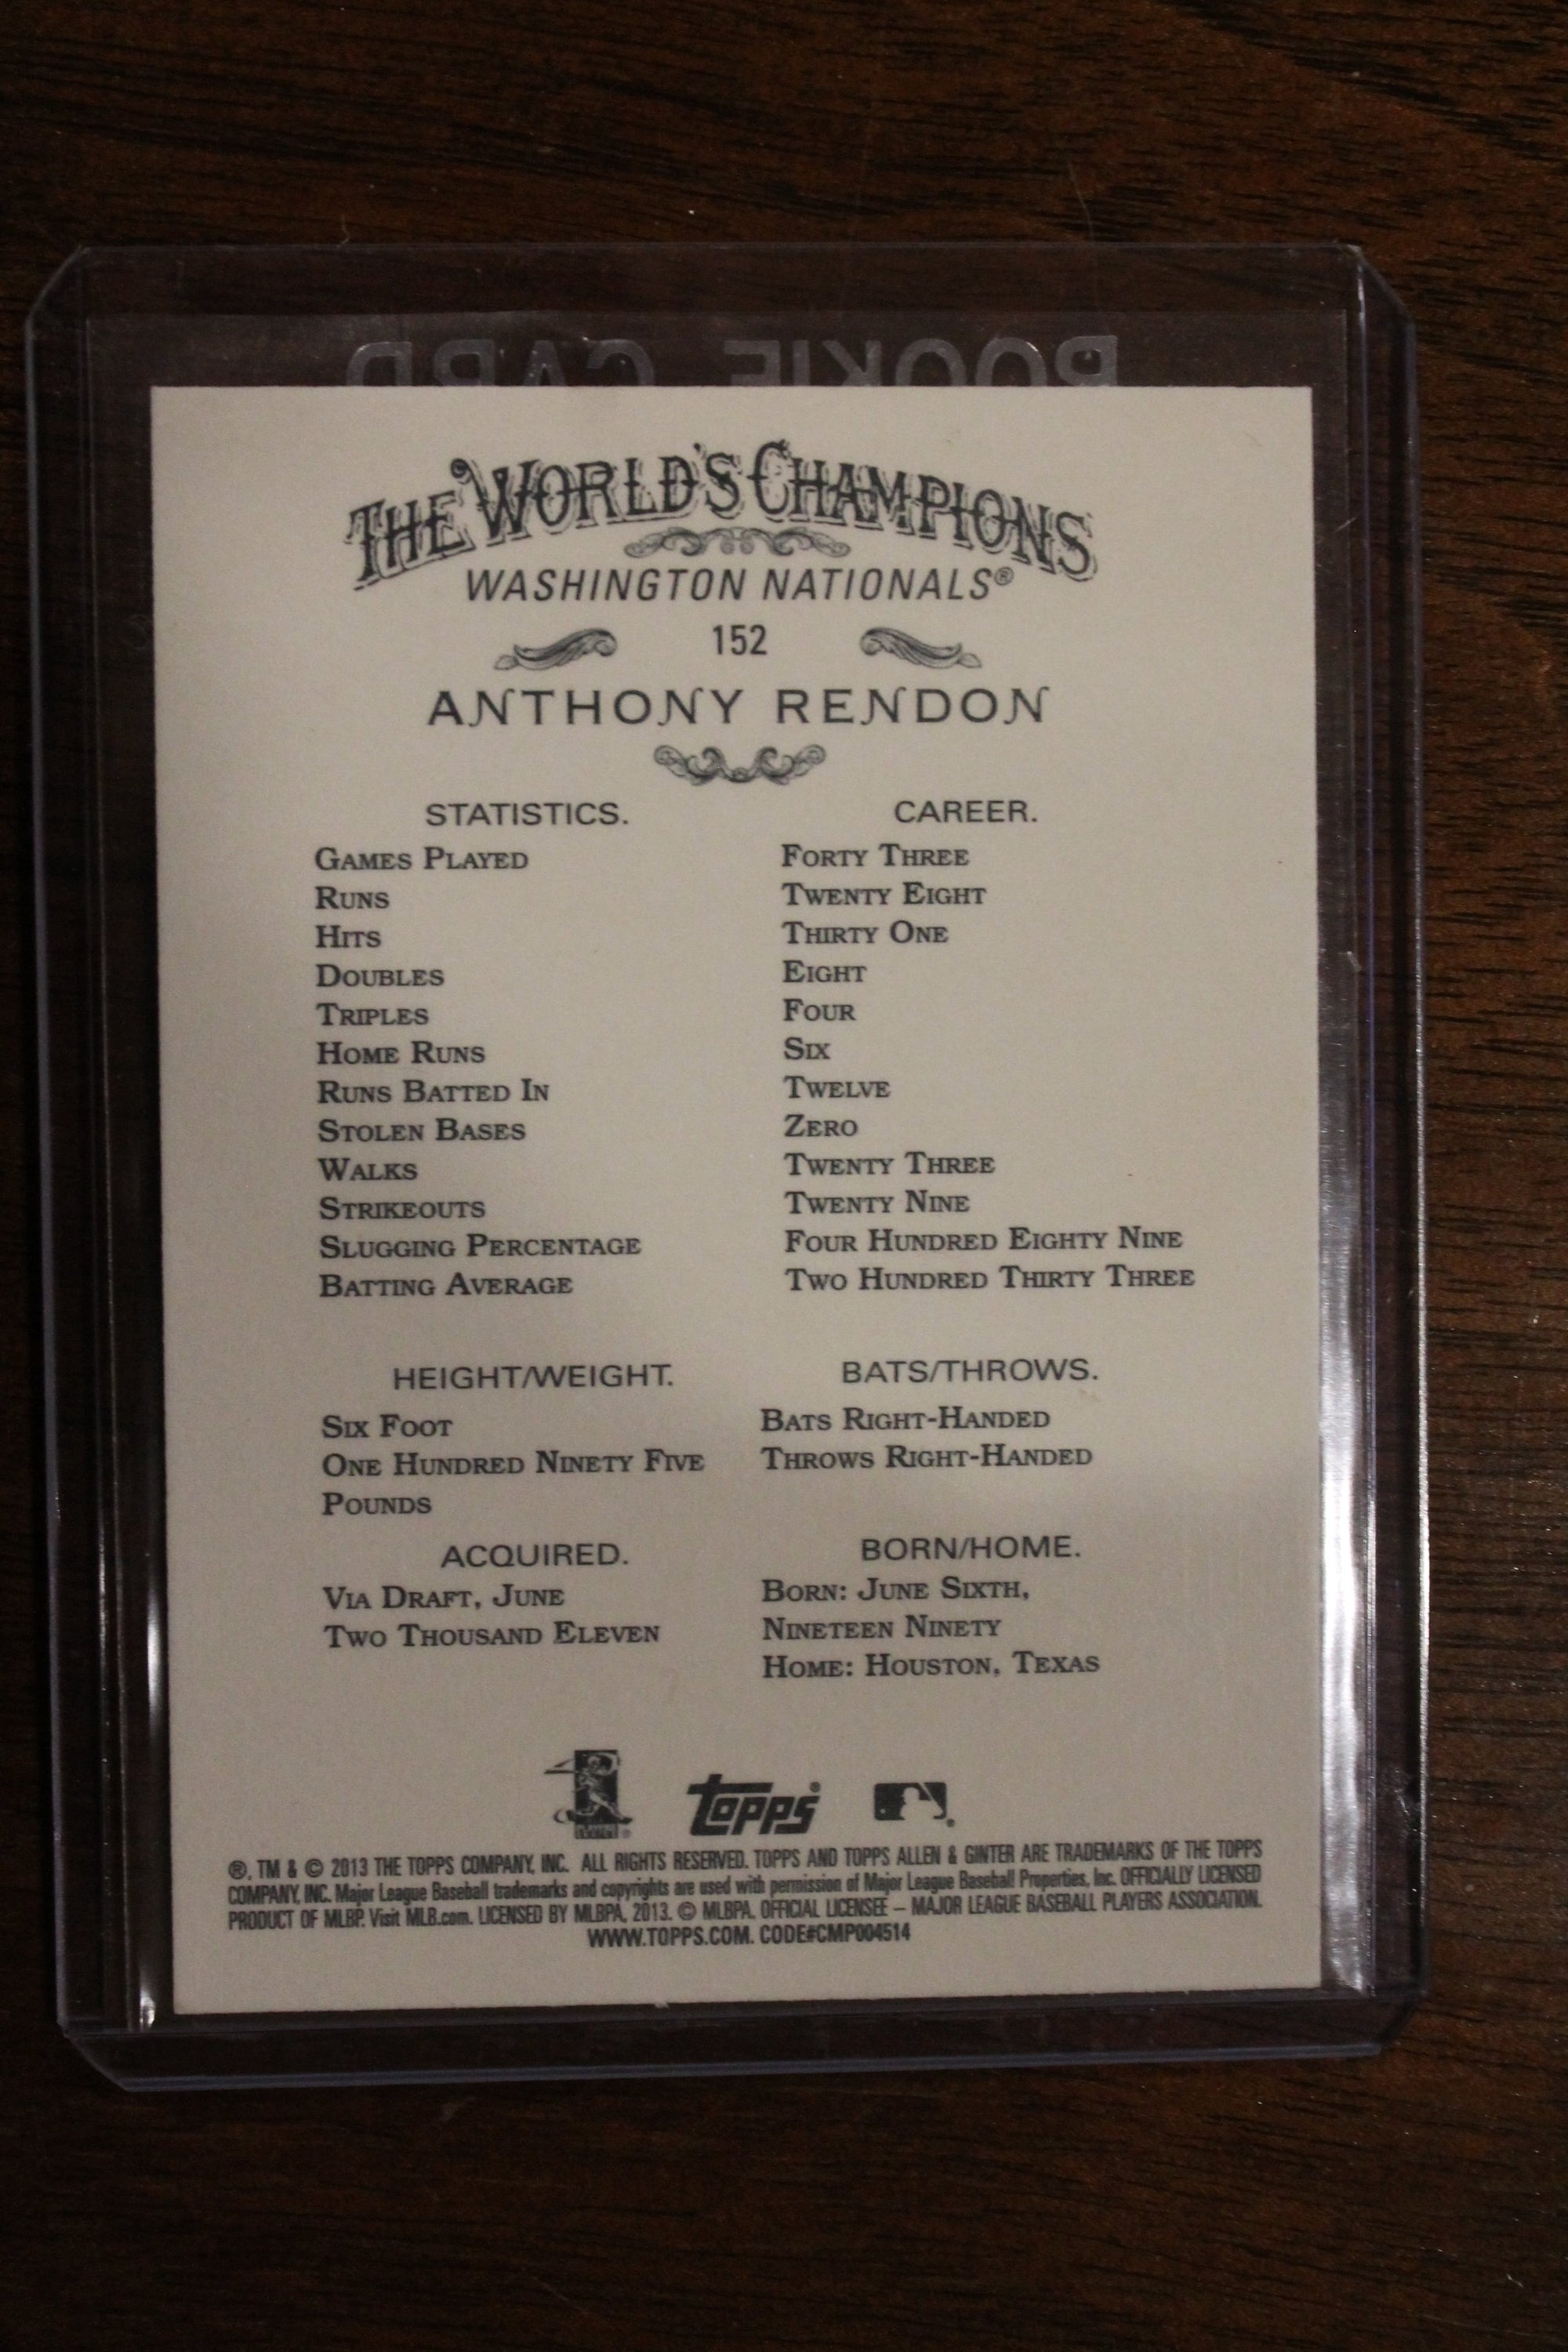 ROOKIE CARD
THE WORLD'S CHAMPIONS
WASHINGTON NATIONALS®
152
ANTHONY RENDON
STATISTICS. CAREER.
GAMES PLAYED FORTY THREE
RUNS TWENTY EIGHT
HITS THIRTY ONE
DOUBLES EIGHT
TRIPLES FOUR
HOME RUNS SIX
RUNS BATTED IN TWELVE
STOLEN BASES ZERO
WALKS TWENTY THREE
STRIKEOUTS TWENTY NINE
SLUGGING PERCENTAGE FOUR HUNDRED EIGHTY NINE
BATTING AVERAGE TWO HUNDRED THIRTY THREE
HEIGHT/WEIGHT.
SIX FOOT
ONE HUNDRED NINETY FIVE
POUNDS
BATS/THROWS.
BATS RIGHT-HANDED
THROWS RIGHT-HANDED
ACQUIRED.
VIA DRAFT, JUNE
TWO THOUSAND ELEVEN
BORN/HOME.
BORN: JUNE SIXTH,
NINETEEN NINETY
HOME: HOUSTON, TEXAS
topps®
®, TM & © 2013 THE TOPPS COMPANY, INC. ALL RIGHTS RESERVED. TOPPS AND TOPPS ALLEN & GINTER ARE TRADEMARKS OF THE TOPPS
COMPANY, INC. Major League Baseball trademarks and copyrights are used with permission of Major League Baseball Properties, Inc. OFFICIALLY LICENSED
PRODUCT OF MLBP. Visit MLB.com. LICENSED BY MLBPA, 2013. © MLBPA. OFFICIAL LICENSEE – MAJOR LEAGUE BASEBALL PLAYERS ASSOCIATION.
WWW.TOPPS.COM. CODE#CMP004514